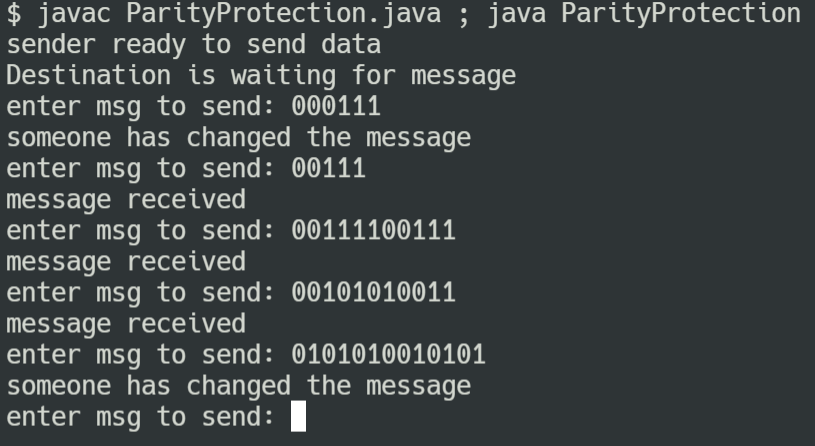 $ javac ParityProtection.java ; java ParityProtection
sender ready to send data
Destination is waiting for message
enter msg to send: 000111
someone has changed the message
enter msg to send: 00111
message received
enter msg to send: 00111100111
message received
enter msg to send: 00101010011
message received
enter msg to send: 0101010010101
someone has changed the message
enter msg to send: